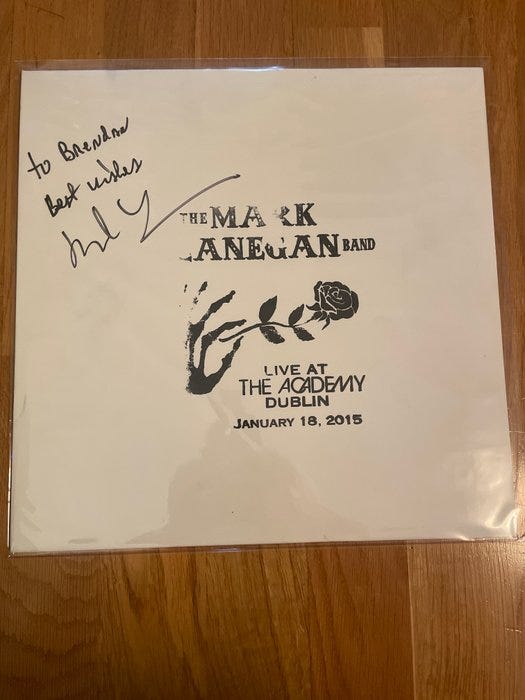 to Brendan
Best wishes
THE MARK
LANEGAN BAND
LIVE AT
THE ACADEMY
DUBLIN
JANUARY 18, 2015